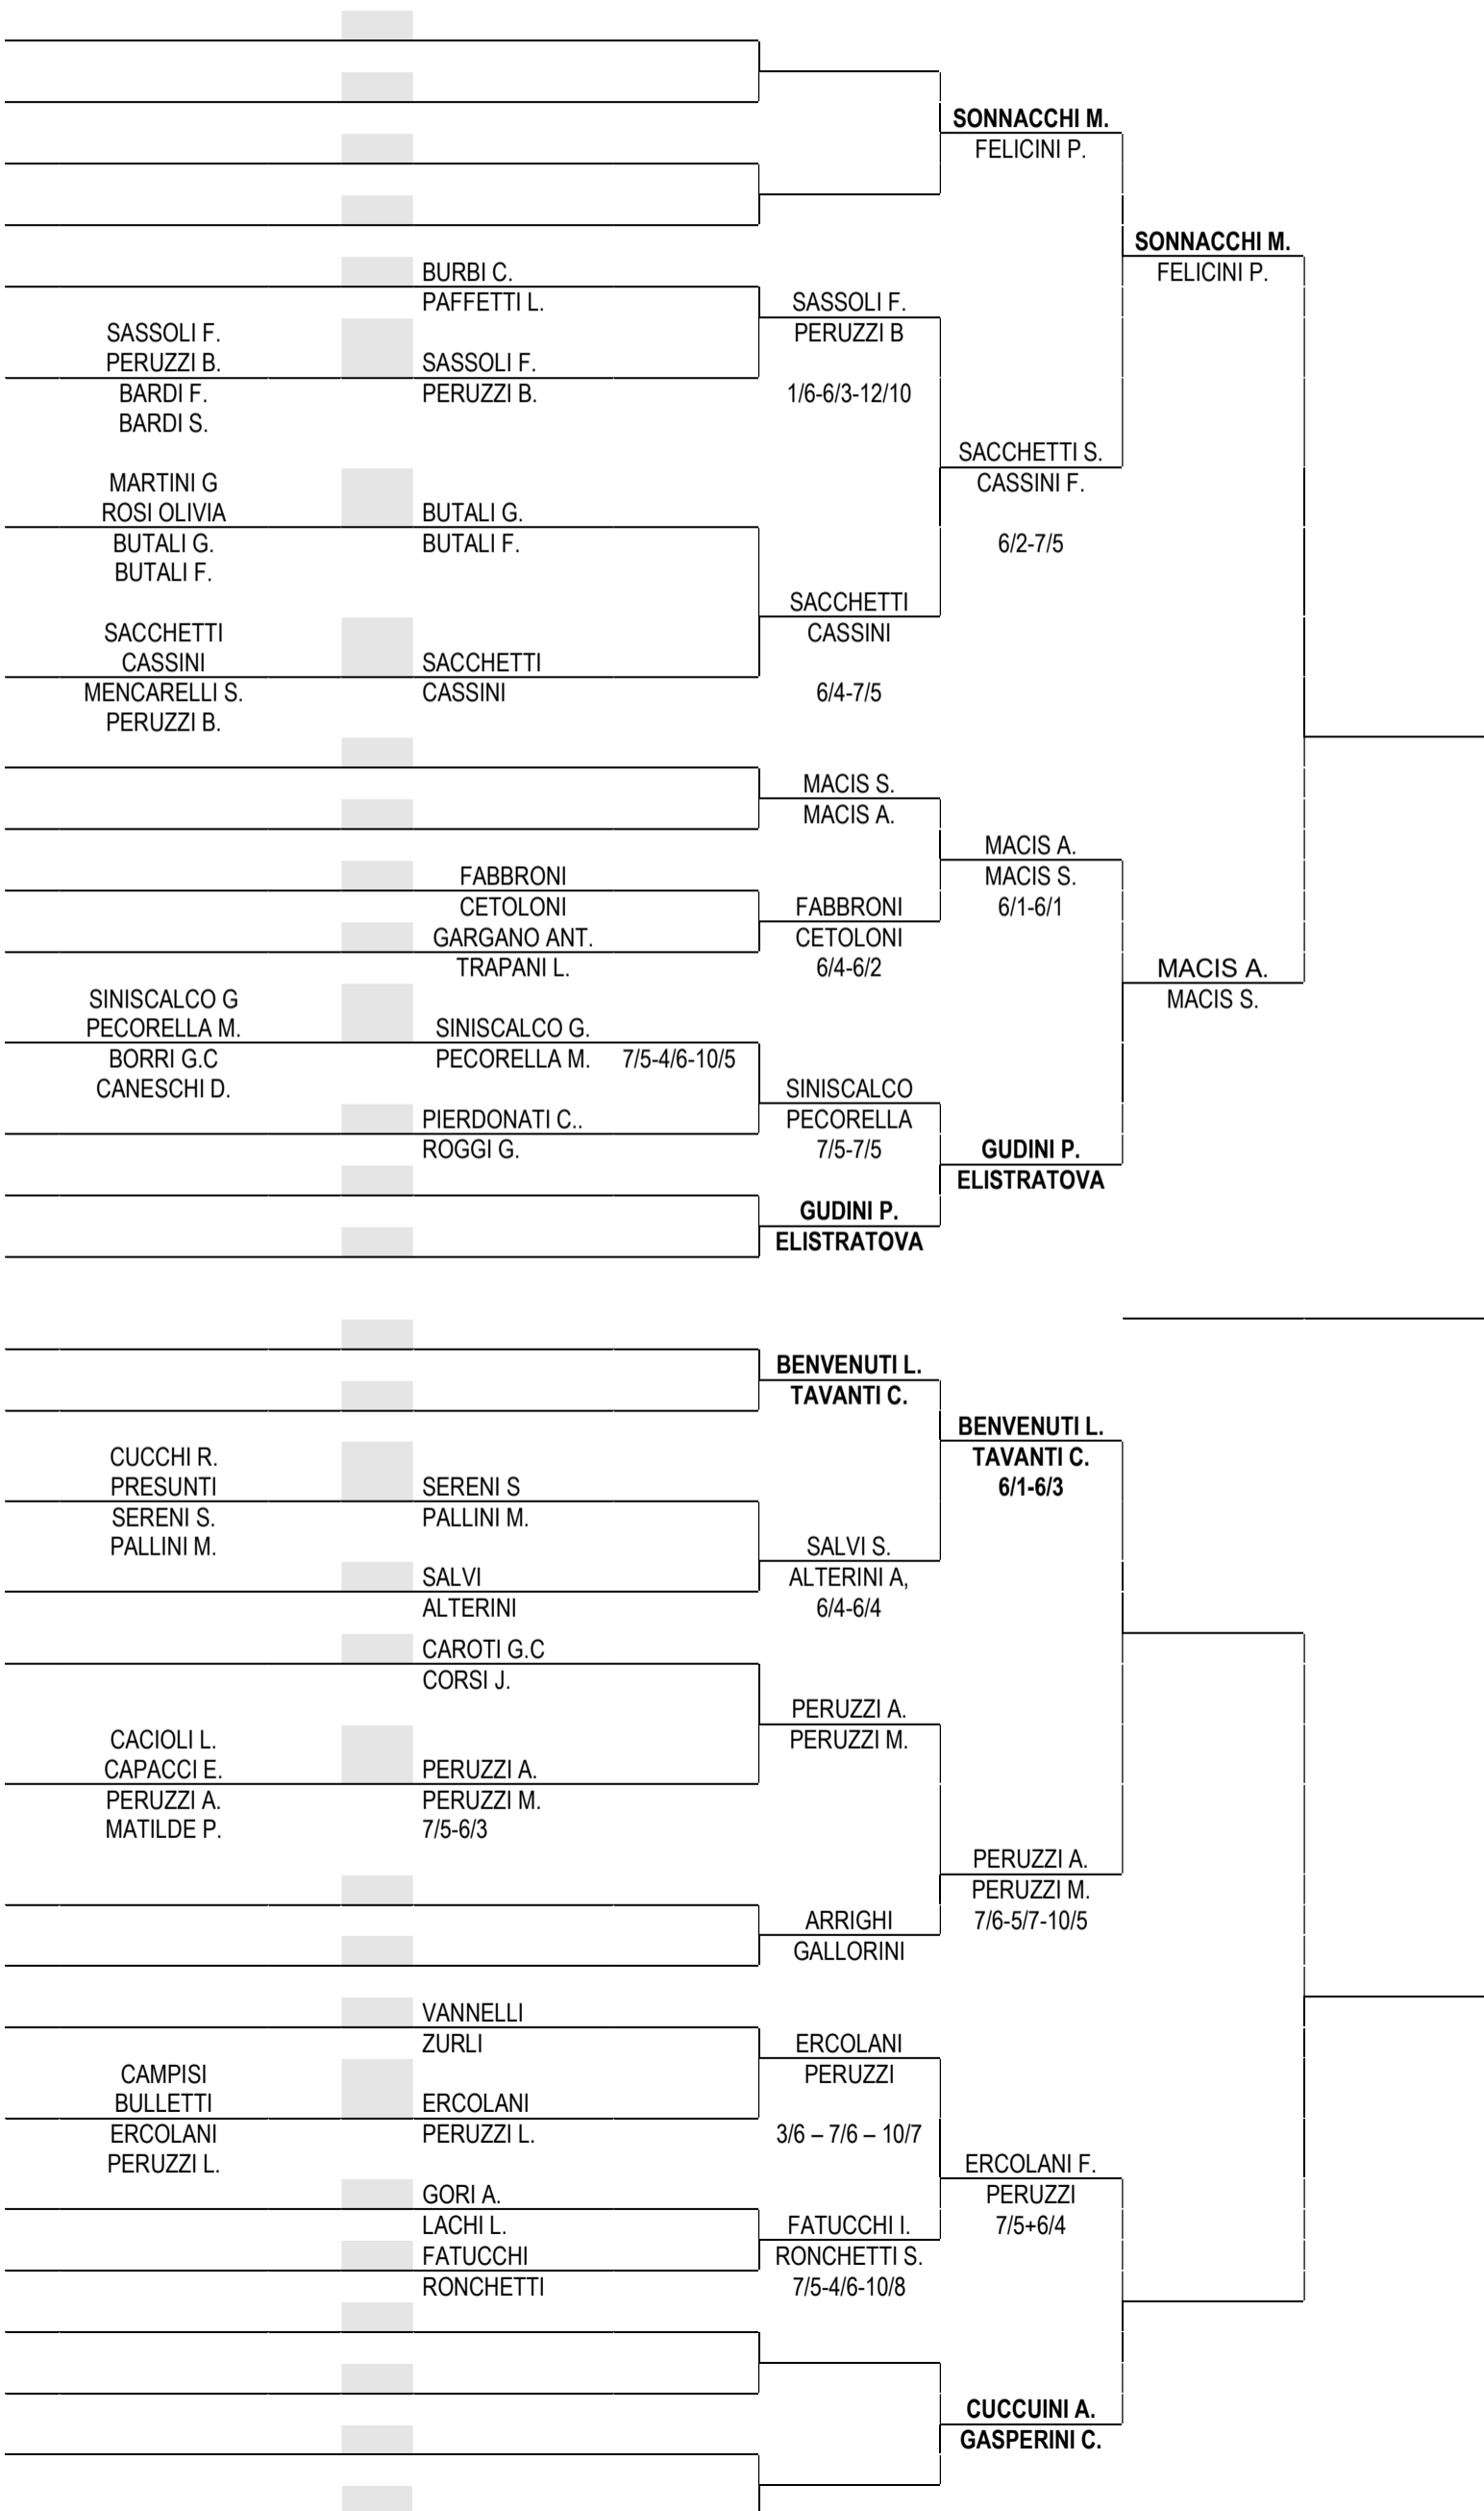 SONNACCHI M.
FELICINI P.
SONNACCHI M.
FELICINI P.
BURBI C.
PAFFETTI L.
SASSOLI F.
SASSOLI F.
PERUZZI B
PERUZZI B.
SASSOLI F.
BARDI F.
PERUZZI B.
1/6-6/3-12/10
BARDI S.
SACCHETTI S.
MARTINI G
CASSINI F.
ROSI OLIVIA
BUTALI G.
BUTALI G.
BUTALI F.
6/2-7/5
BUTALI F.
SACCHETTI
SACCHETTI
CASSINI
CASSINI
SACCHETTI
MENCARELLI S.
CASSINI
6/4-7/5
PERUZZI B.
MACIS S.
MACIS A.
MACIS A.
FABBRONI
MACIS S.
CETOLONI
FABBRONI
6/1-6/1
GARGANO ANT.
CETOLONI
TRAPANI L.
6/4-6/2
MACIS A.
SINISCALCO G
MACIS S.
PECORELLA M.
SINISCALCO G.
BORRI G.C
PECORELLA M.
7/5-4/6-10/5
CANESCHI D.
SINISCALCO
PIERDONATI C..
PECORELLA
ROGGI G.
7/5-7/5
GUDINI P.
ELISTRATOVA
GUDINI P.
ELISTRATOVA
BENVENUTI L.
TAVANTI C.
BENVENUTI L.
CUCCHI R.
TAVANTI C.
PRESUNTI
SERENI S
6/1-6/3
SERENI S.
PALLINI M.
PALLINI M.
SALVI S.
SALVI
ALTERINI A,
ALTERINI
6/4-6/4
CAROTI G.C
CORSI J.
PERUZZI A.
CACIOLI L.
PERUZZI M.
CAPACCI E.
PERUZZI A.
PERUZZI A.
PERUZZI M.
MATILDE P.
7/5-6/3
PERUZZI A.
PERUZZI M.
ARRIGHI
7/6-5/7-10/5
GALLORINI
VANNELLI
ZURLI
ERCOLANI
CAMPISI
PERUZZI
BULLETTI
ERCOLANI
ERCOLANI
PERUZZI L.
3/6 – 7/6 – 10/7
PERUZZI L.
ERCOLANI F.
GORI A.
PERUZZI
LACHI L.
FATUCCHI I.
7/5+6/4
FATUCCHI
RONCHETTI S.
RONCHETTI
7/5-4/6-10/8
CUCCUINI A.
GASPERINI C.